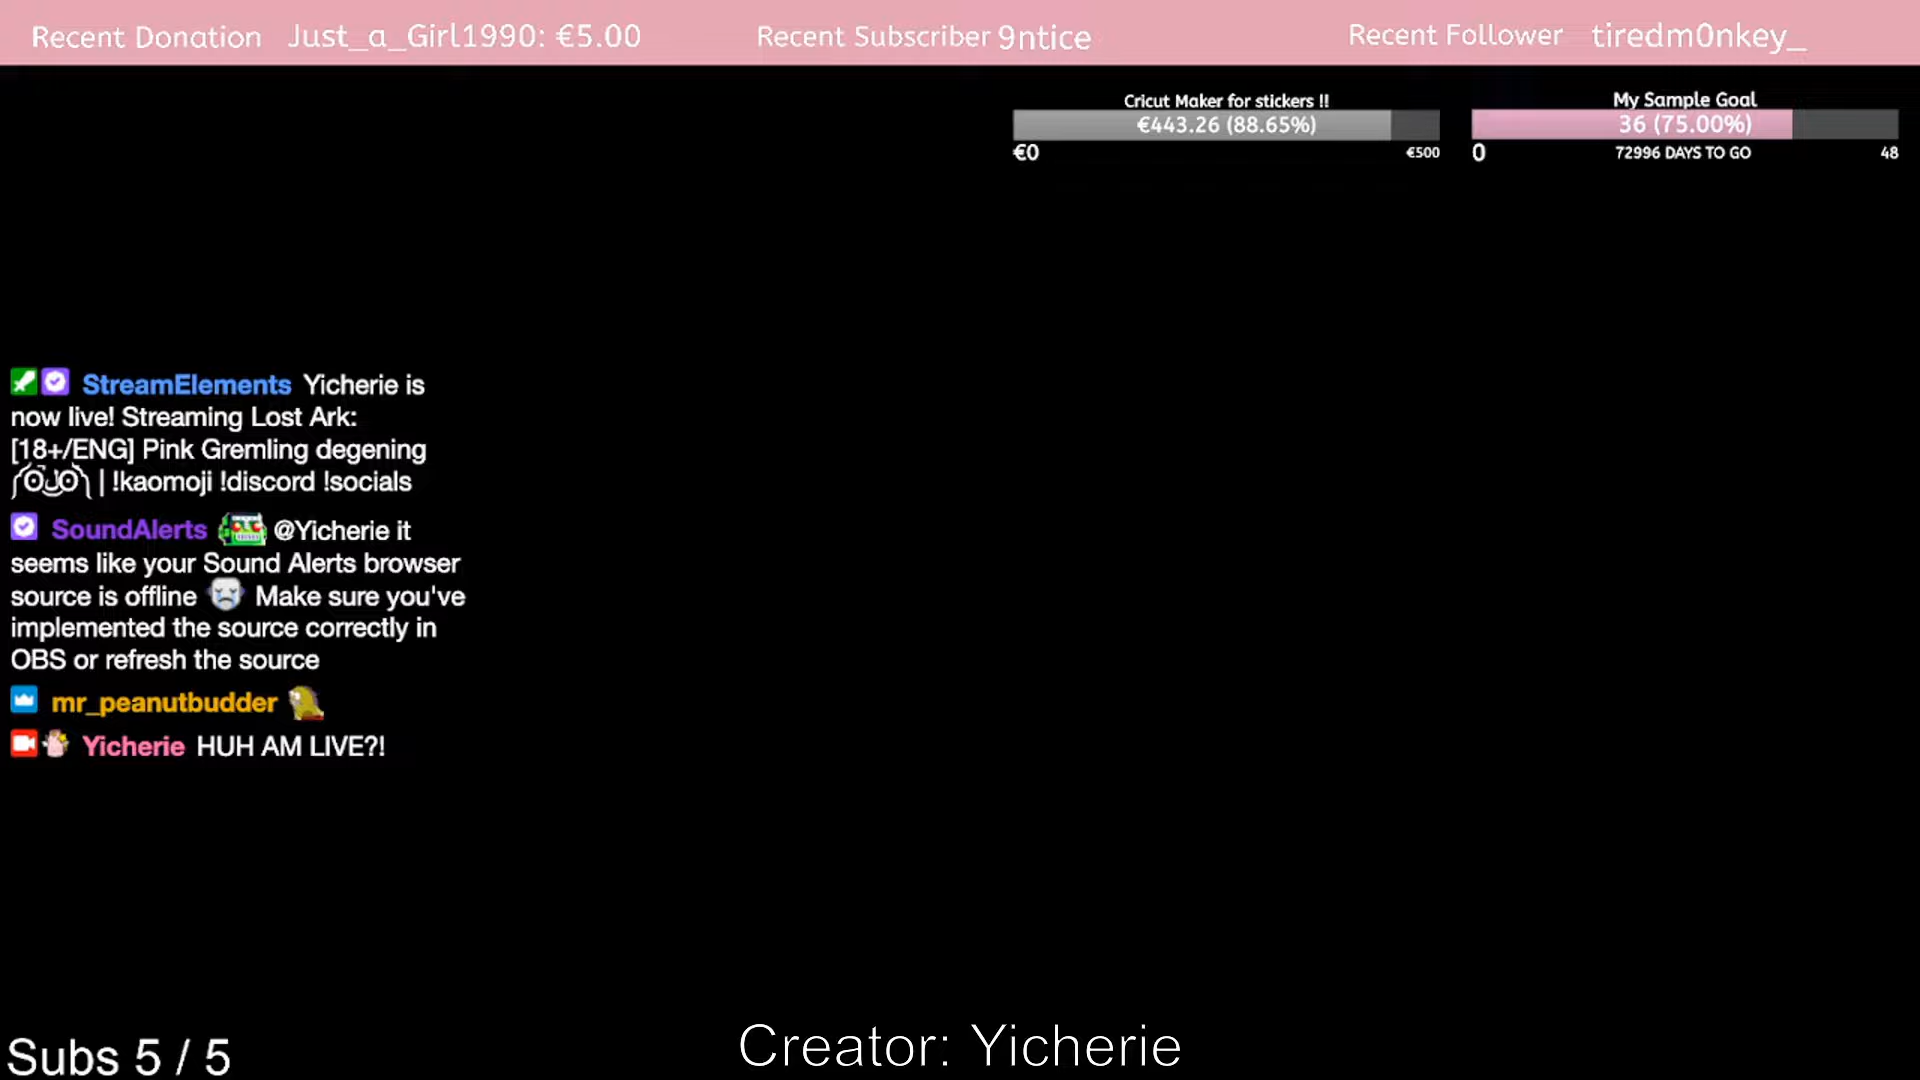 Recent Donation Just_a_Girl1990: €5.00 Recent Subscriber 9ntice Recent Follower tiredm0nkey_
Cricut Maker for stickers !!
€443.26 (88.65%)
€0 €500
My Sample Goal
36 (75.00%)
0 72996 DAYS TO GO 48
StreamElements Yicherie is
now live! Streaming Lost Ark:
[18+/ENG] Pink Gremling degening
| !kaomoji !discord !socials
SoundAlerts @Yicherie it
seems like your Sound Alerts browser
source is offline Make sure you've
implemented the source correctly in
OBS or refresh the source
mr_peanutbudder
Yicherie HUH AM LIVE?!
Subs 5 / 5
Creator: Yicherie